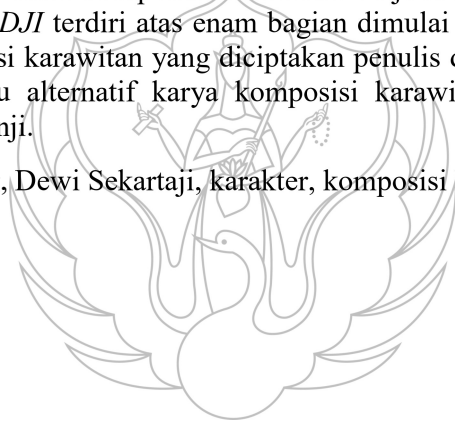 DJI terdiri atas enam bagian dimulai
si karawitan yang diciptakan penulis
u alternatif karya komposisi karawi
nji.
, Dewi Sekartaji, karakter, komposisi